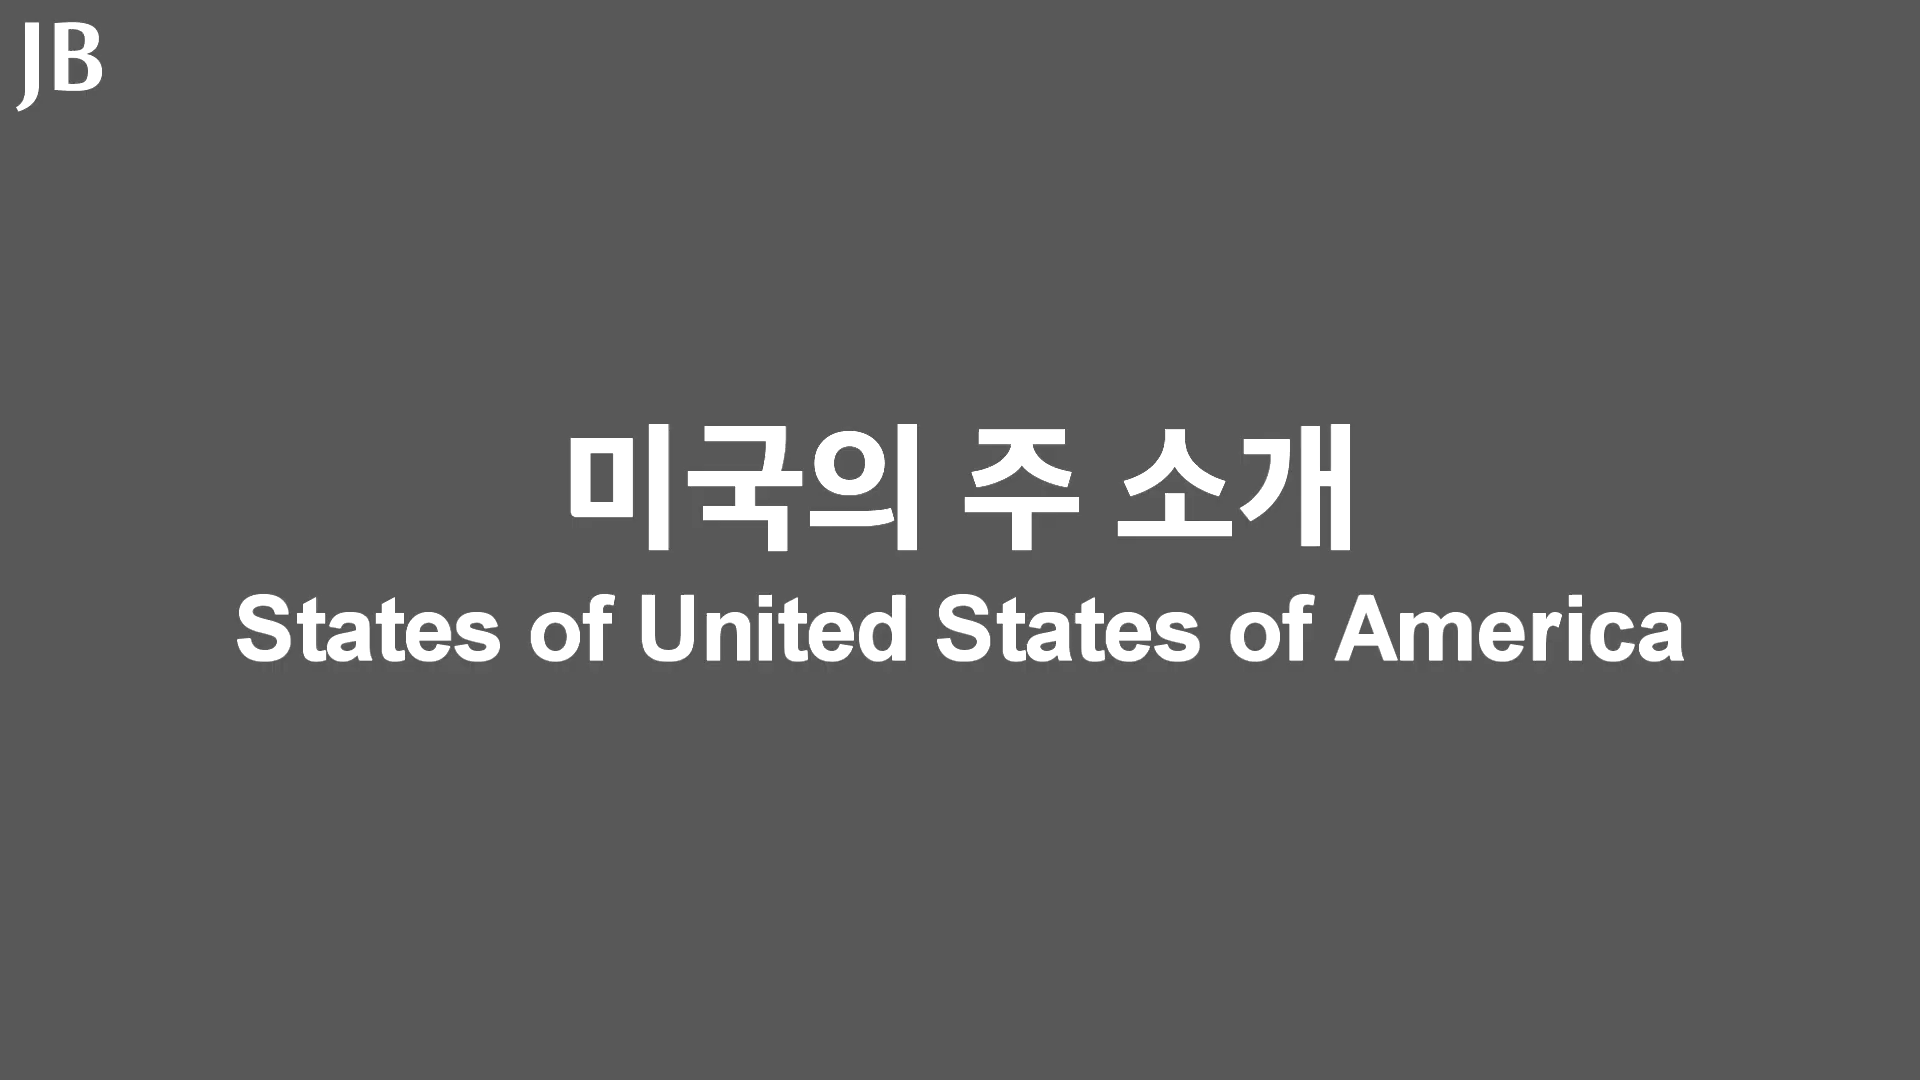 JB
미국의 주 소개
States of United States of America